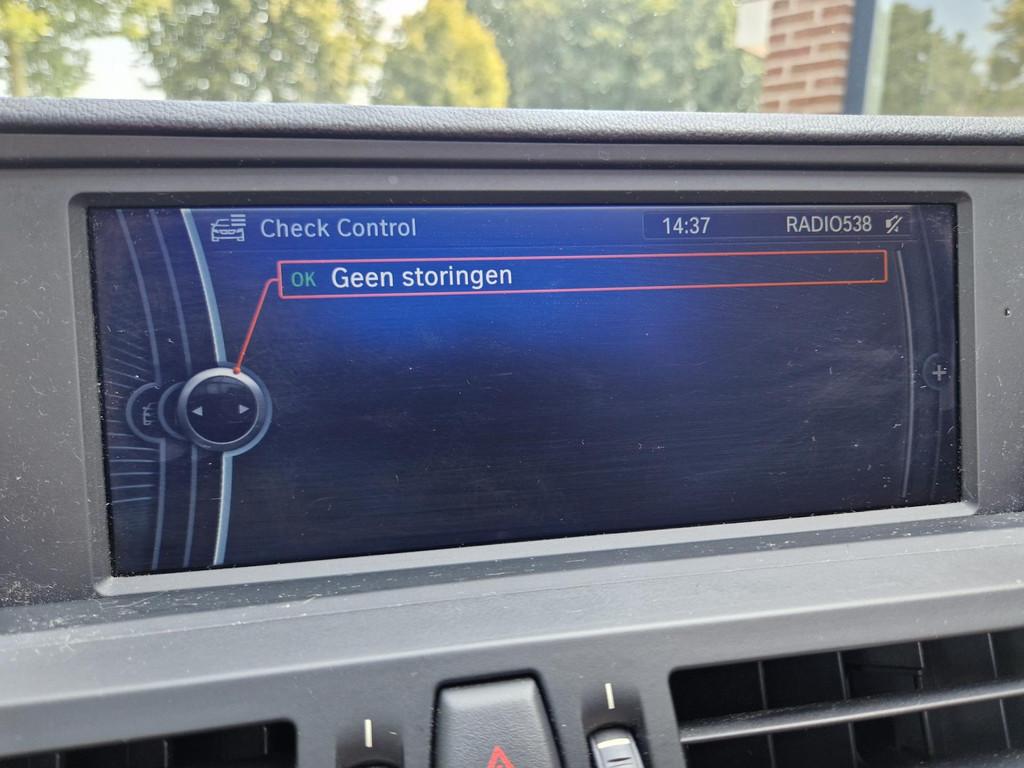 Check Control
14:37
RADIO538
OK Geen storingen